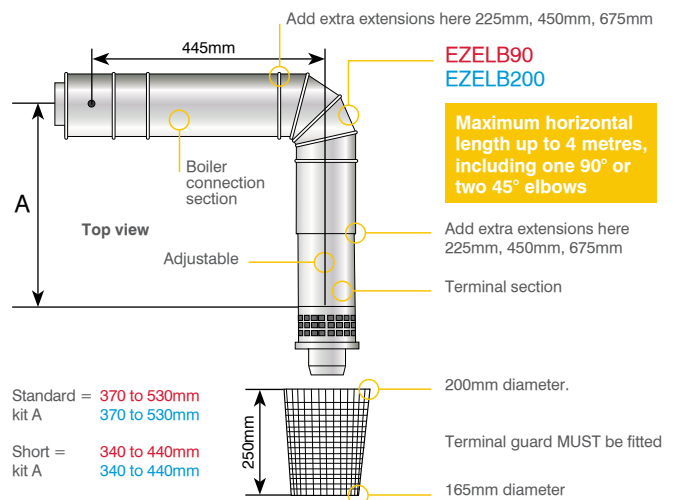 Add extra extensions here 225mm, 450mm, 675mm
445mm
EZELB90
EZELB200
Maximum horizontal
length up to 4 metres,
including one 90° or
two 45° elbows
Boiler
connection
section
A
Top view
Adjustable
Add extra extensions here
225mm, 450mm, 675mm
Terminal section
Standard = 370 to 530mm
kit A 370 to 530mm
Short = 340 to 440mm
kit A 340 to 440mm
250mm
200mm diameter.
Terminal guard MUST be fitted
165mm diameter